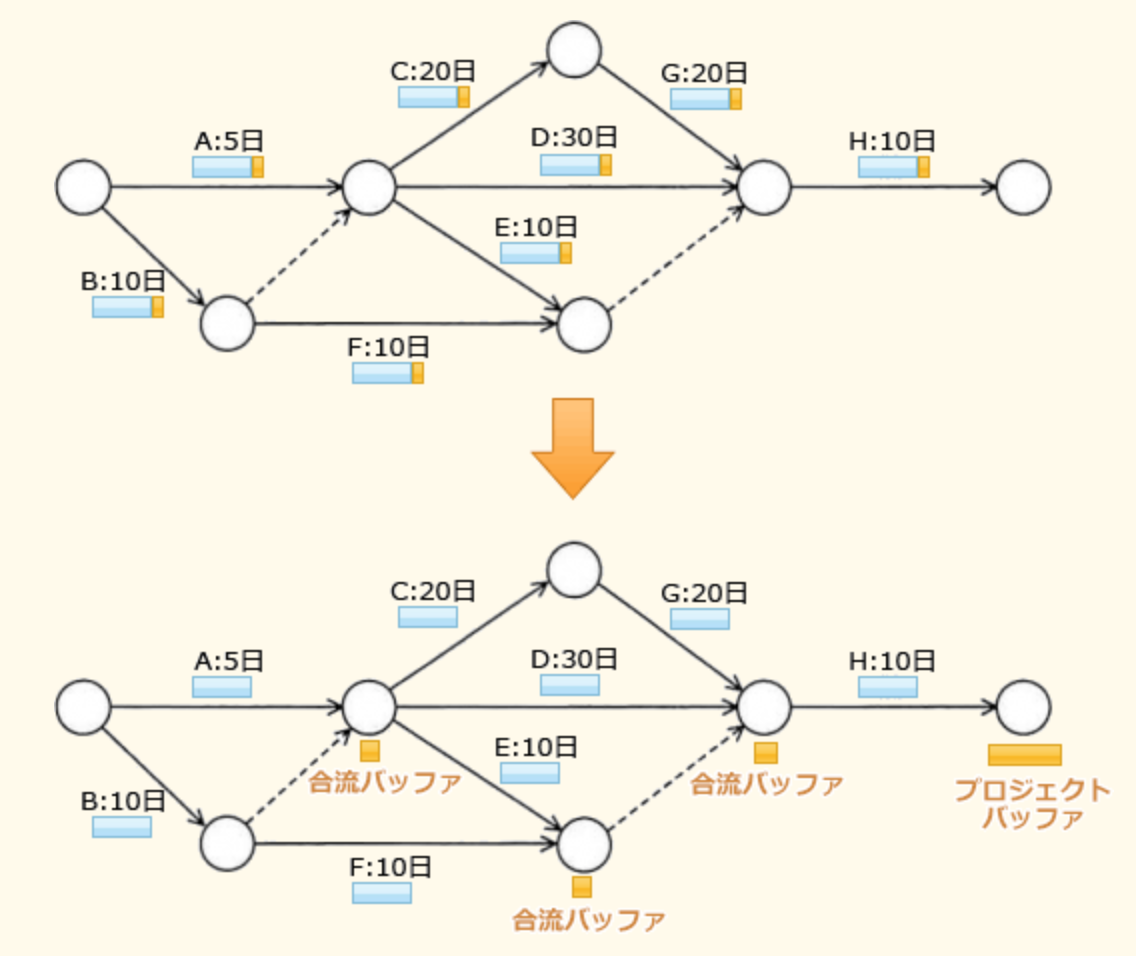 C:20日
G:20日
A:5日
D:30日
H:10日
E:10日
B:10日
F:10日
C:20日
G:20日
A:5日
D:30日
H:10日
合流バッファ
E:10日
合流バッファ
プロジェクト
バッファ
B:10日
F:10日
合流バッファ